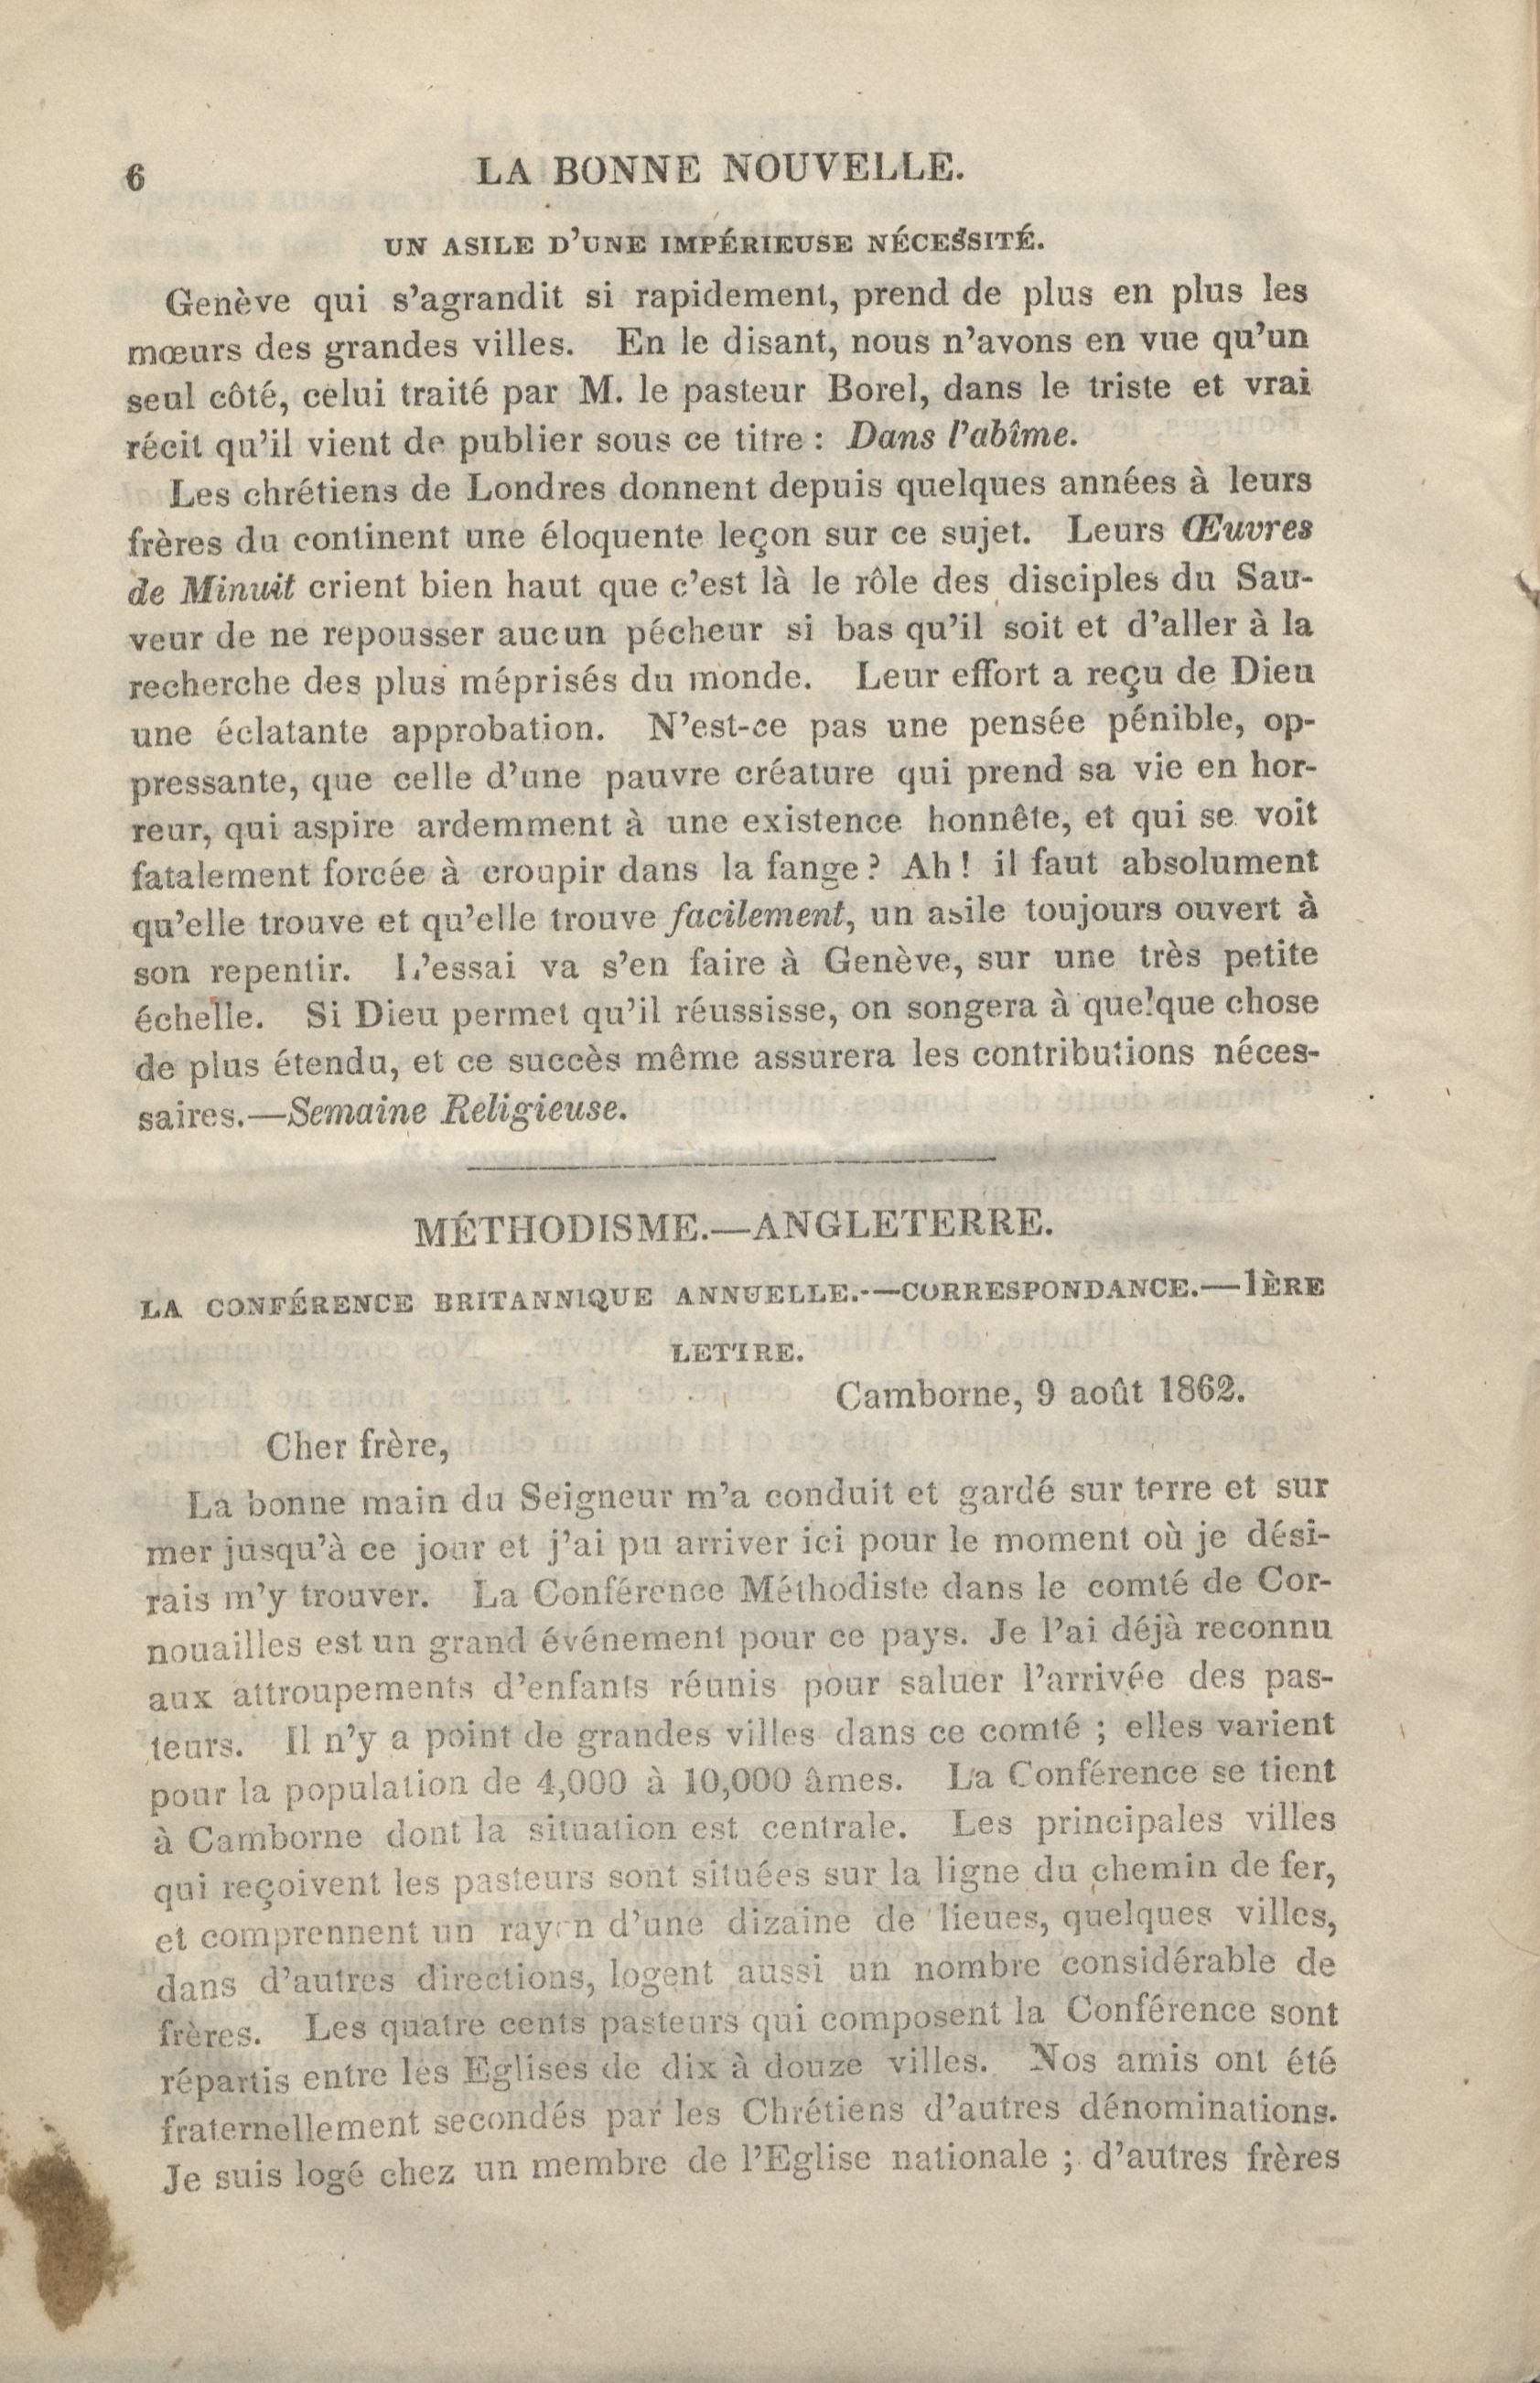 6 LA BONNE NOUVELLE.
UN ASILE D'UNE IMPÉRIEUSE NÉCESSITÉ.
Genève qui s'agrandit si rapidement, prend de plus en plus les
mœurs des grandes villes. En le disant, nous n'avons en vue qu'un
seul côté, celui traité par M. le pasteur Borel, dans le triste et vrai
récit qu'il vient de publier sous ce titre : Dans l'abîme.
Les chrétiens de Londres donnent depuis quelques années à leurs
frères du continent une éloquente leçon sur ce sujet. Leurs Œuvres
de Minuit crient bien haut que c'est là le rôle des disciples du Sau-
veur de ne repousser aucun pécheur si bas qu'il soit et d'aller à la
recherche des plus méprisés du monde. Leur effort a reçu de Dieu
une éclatante approbation. N'est-ce pas une pensée pénible, op-
pressante, que celle d'une pauvre créature qui prend sa vie en hor-
reur, qui aspire ardemment à une existence honnête, et qui se voit
fatalement forcée à croupir dans la fange ? Ah ! il faut absolument
qu'elle trouve et qu'elle trouve facilement, un asile toujours ouvert à
son repentir. L'essai va s'en faire à Genève, sur une très petite
échelle. Si Dieu permet qu'il réussisse, on songera à quelque chose
de plus étendu, et ce succès même assurera les contributions néces-
saires.—Semaine Religieuse.
MÉTHODISME.—ANGLETERRE.
LA CONFÉRENCE BRITANNIQUE ANNUELLE.—CORRESPONDANCE.—1ÈRE
LETTRE.
Camborne, 9 août 1862.
Cher frère,
La bonne main du Seigneur m'a conduit et gardé sur terre et sur
mer jusqu'à ce jour et j'ai pu arriver ici pour le moment où je dési-
rais m'y trouver. La Conférence Méthodiste dans le comté de Cor-
nouailles est un grand événement pour ce pays. Je l'ai déjà reconnu
aux attroupements d'enfants réunis pour saluer l'arrivée des pas-
teurs. Il n'y a point de grandes villes dans ce comté ; elles varient
pour la population de 4,000 à 10,000 âmes. La Conférence se tient
à Camborne dont la situation est centrale. Les principales villes
qui reçoivent les pasteurs sont situées sur la ligne du chemin de fer,
et comprennent un rayon d'une dizaine de lieues, quelques villes,
dans d'autres directions, logent aussi un nombre considérable de
frères. Les quatre cents pasteurs qui composent la Conférence sont
répartis entre les Eglises de dix à douze villes. Nos amis ont été
fraternellement secondés par les Chrétiens d'autres dénominations.
Je suis logé chez un membre de l'Eglise nationale ; d'autres frères